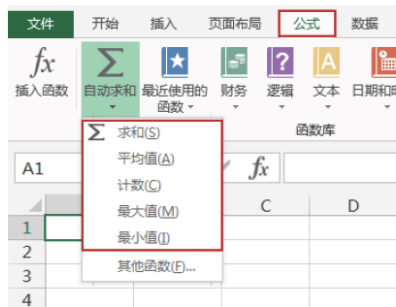 文件 开始 插入 页面布局 公式 数据
fx Σ
插入函数 自动求和 最近使用的函数 财务 逻辑 文本 日期和时
函数库
Σ 求和(S)
平均值(A)
计数(C)
最大值(M)
最小值(I)
其他函数(F)...
A1 fx
C D
1
2
3
4